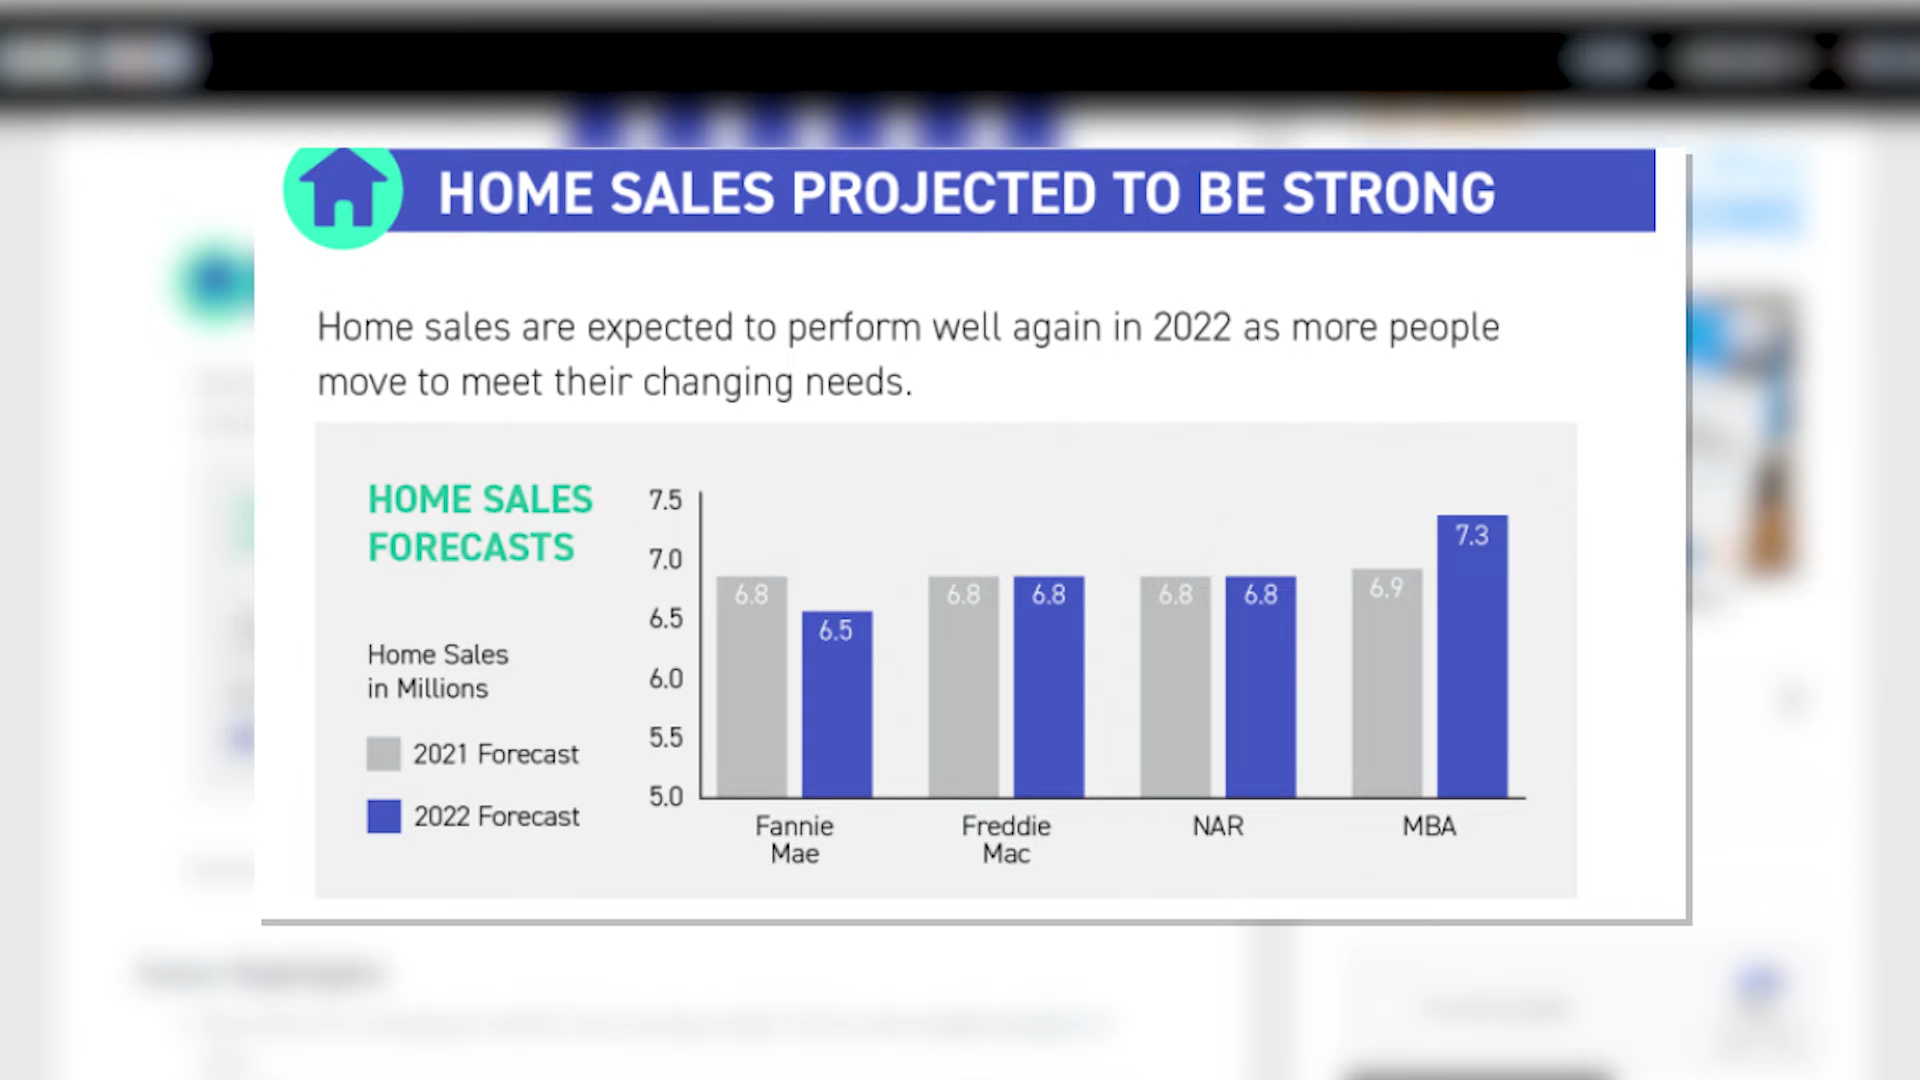 HOME SALES PROJECTED TO BE STRONG
Home sales are expected to perform well again in 2022 as more people
move to meet their changing needs.
HOME SALES
FORECASTS
Home Sales
in Millions
2021 Forecast
2022 Forecast
7.5
7.0
6.5
6.0
5.5
5.0
6.8
6.5
6.8
6.8
6.8
6.8
6.9
7.3
Fannie
Mae
Freddie
Mac
NAR
MBA